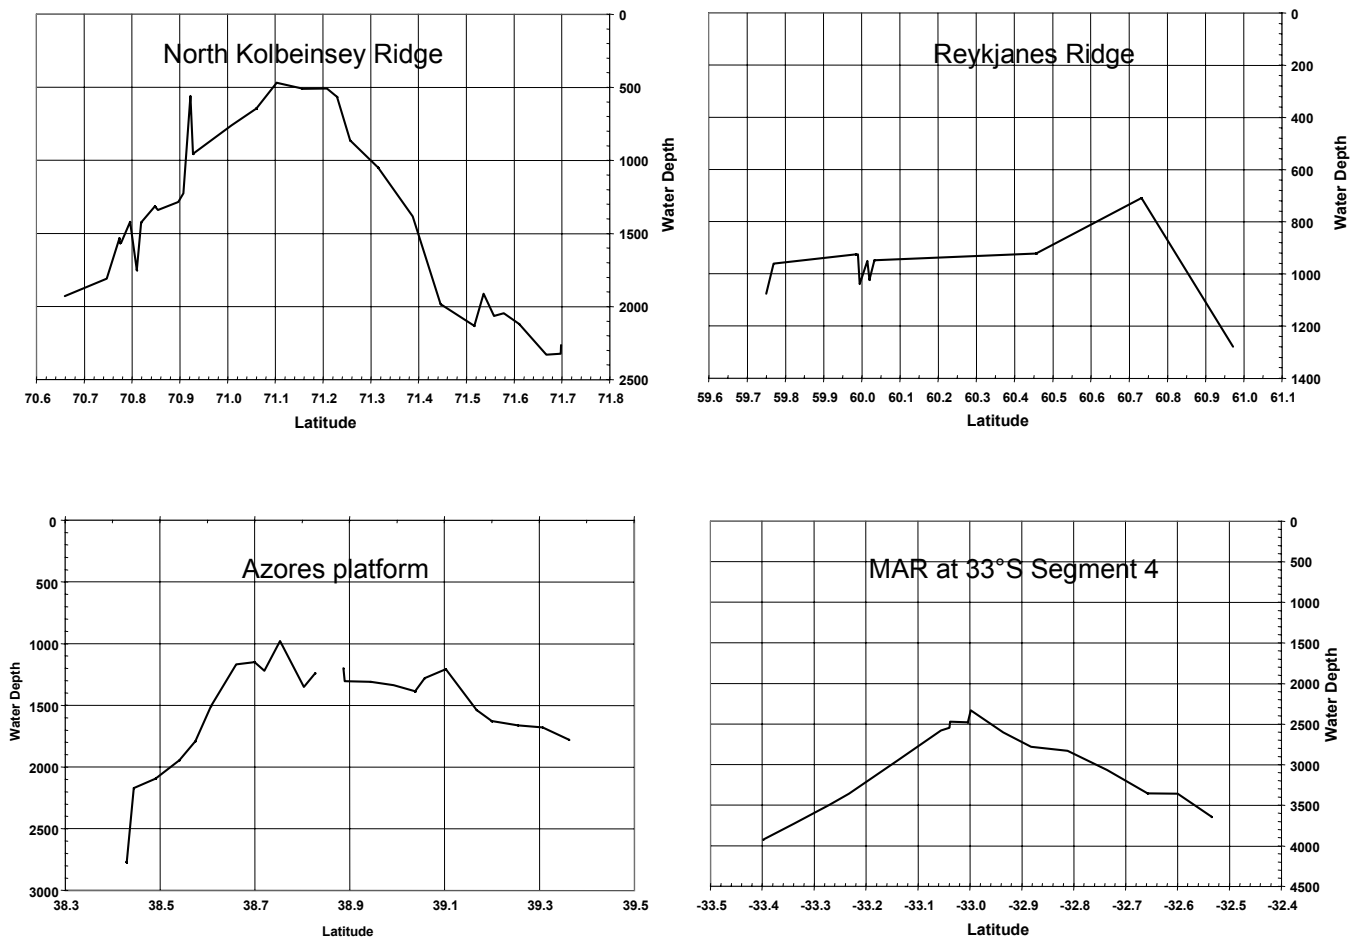 North Kolbeinsey Ridge
0
500
1000
1500
2000
2500
Water Depth
70.6 70.7 70.8 70.9 71.0 71.1 71.2 71.3 71.4 71.5 71.6 71.7 71.8
Latitude
Reykjanes Ridge
0
200
400
600
800
1000
1200
1400
Water Depth
59.6 59.7 59.8 59.9 60.0 60.1 60.2 60.3 60.4 60.5 60.6 60.7 60.8 60.9 61.0 61.1
Latitude
Azores platform
0
500
1000
1500
2000
2500
3000
Water Depth
38.3 38.5 38.7 38.9 39.1 39.3 39.5
Latitude
MAR at 33°S Segment 4
0
500
1000
1500
2000
2500
3000
3500
4000
4500
Water Depth
-33.5 -33.4 -33.3 -33.2 -33.1 -33.0 -32.9 -32.8 -32.7 -32.6 -32.5 -32.4
Latitude